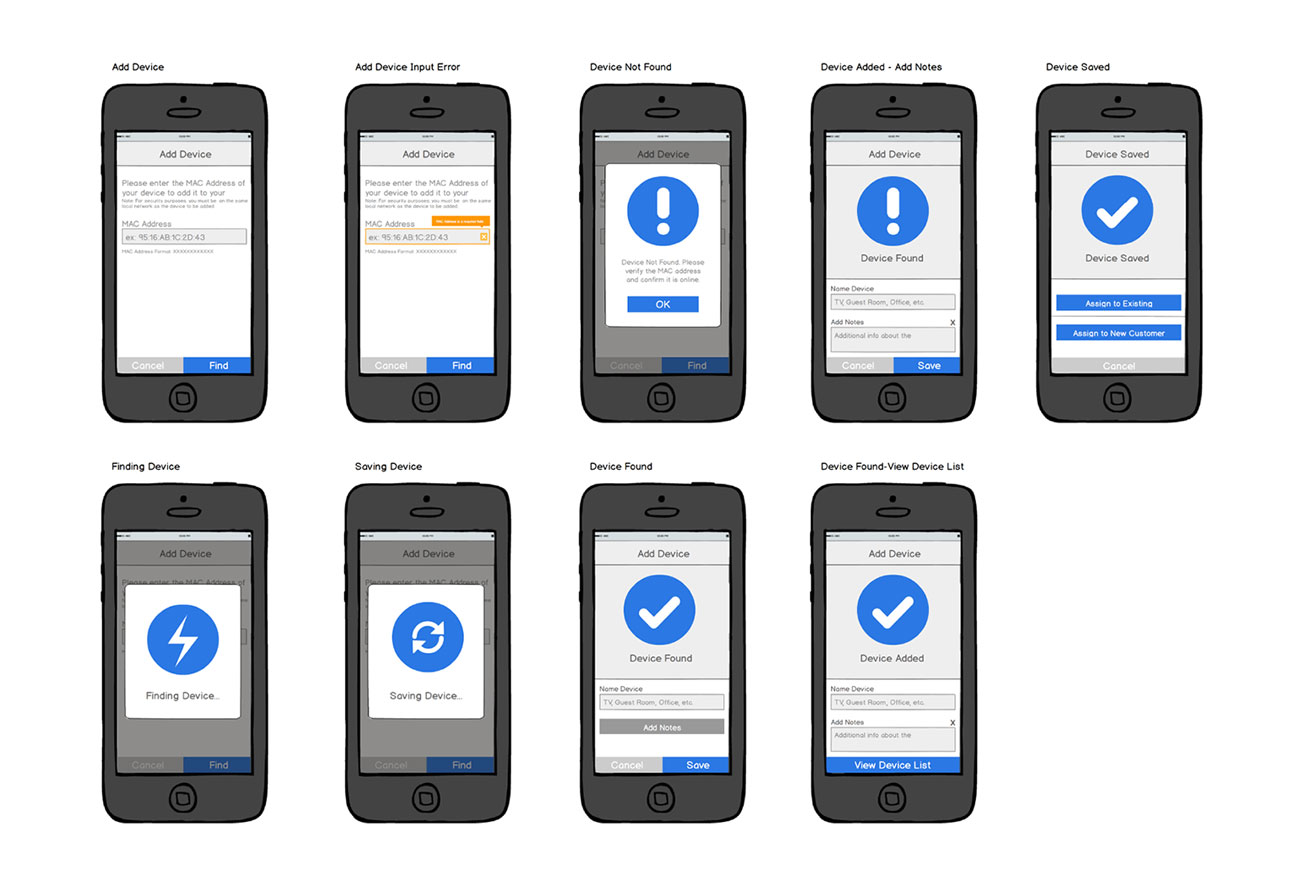 Add Device
Add Device
Please enter the MAC Address of
your device to add it to your
Note: For security purposes, you must be on the same
local network as the device to be added.
MAC Address
ex: 95:16:AB:1C:2D:43
MAC Address Format: XXXXXXXXXXXX
Cancel
Find
Add Device Input Error
Add Device
Please enter the MAC Address of
your device to add it to your
Note: For security purposes, you must be on the same
local network as the device to be added.
MAC Address is a required field
MAC Address
ex: 95:16:AB:1C:2D:43
MAC Address Format: XXXXXXXXXXXX
Cancel
Find
Device Not Found
Add Device
Device Not Found. Please
verify the MAC address
and confirm it is online.
OK
Cancel
Find
Device Added - Add Notes
Add Device
Device Found
Name Device
TV, Guest Room, Office, etc.
Add Notes X
Additional info about the
Cancel
Save
Device Saved
Device Saved
Device Saved
Assign to Existing
Assign to New Customer
Cancel
Finding Device
Add Device
Please enter the MAC Address of
Finding Device...
Cancel
Find
Saving Device
Add Device
Please enter the MAC Address of
Saving Device...
Cancel
Find
Device Found
Add Device
Device Found
Name Device
TV, Guest Room, Office, etc.
Add Notes
Cancel
Save
Device Found-View Device List
Add Device
Device Added
Name Device
TV, Guest Room, Office, etc.
Add Notes X
Additional info about the
View Device List